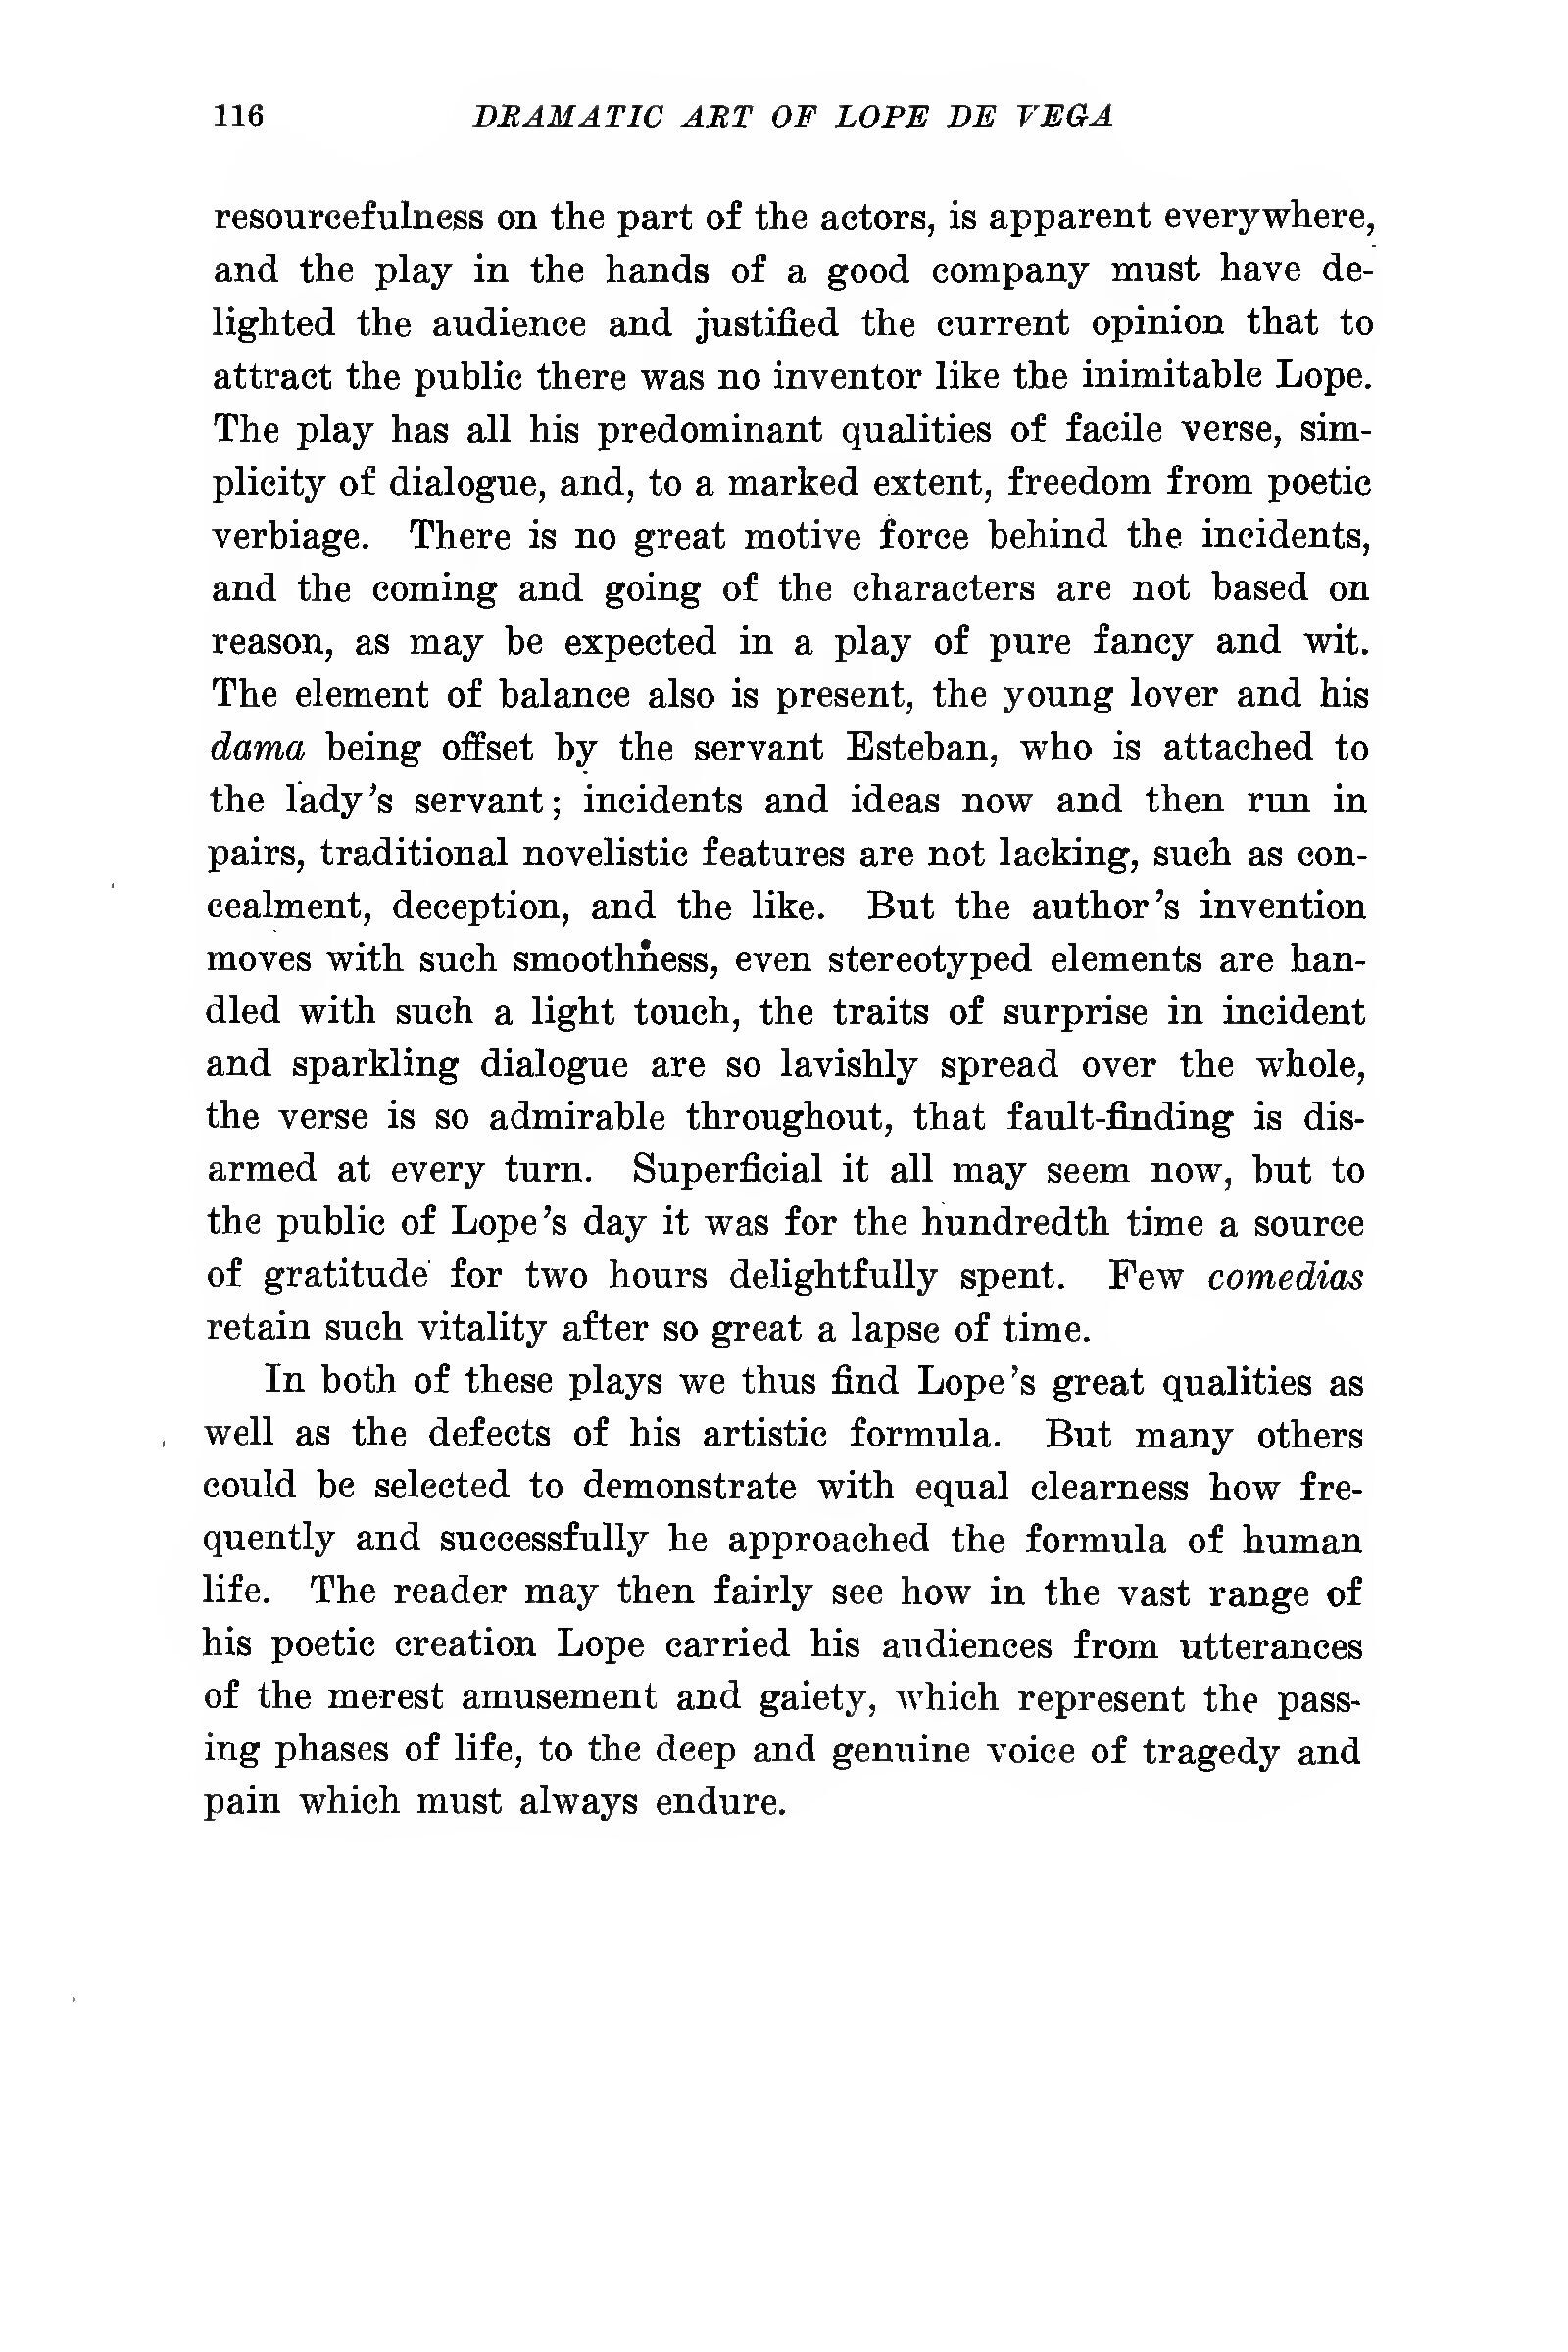 116 DRAMATIC ART OF LOPE DE VEGA
resourcefulness on the part of the actors, is apparent everywhere,
and the play in the hands of a good company must have de-
lighted the audience and justified the current opinion that to
attract the public there was no inventor like the inimitable Lope.
The play has all his predominant qualities of facile verse, sim-
plicity of dialogue, and, to a marked extent, freedom from poetic
verbiage. There is no great motive force behind the incidents,
and the coming and going of the characters are not based on
reason, as may be expected in a play of pure fancy and wit.
The element of balance also is present, the young lover and his
dama being offset by the servant Esteban, who is attached to
the lady's servant; incidents and ideas now and then run in
pairs, traditional novelistic features are not lacking, such as con-
cealment, deception, and the like. But the author's invention
moves with such smoothness, even stereotyped elements are han-
dled with such a light touch, the traits of surprise in incident
and sparkling dialogue are so lavishly spread over the whole,
the verse is so admirable throughout, that fault-finding is dis-
armed at every turn. Superficial it all may seem now, but to
the public of Lope's day it was for the hundredth time a source
of gratitude for two hours delightfully spent. Few comedias
retain such vitality after so great a lapse of time.
In both of these plays we thus find Lope's great qualities as
well as the defects of his artistic formula. But many others
could be selected to demonstrate with equal clearness how fre-
quently and successfully he approached the formula of human
life. The reader may then fairly see how in the vast range of
his poetic creation Lope carried his audiences from utterances
of the merest amusement and gaiety, which represent the pass-
ing phases of life, to the deep and genuine voice of tragedy and
pain which must always endure.